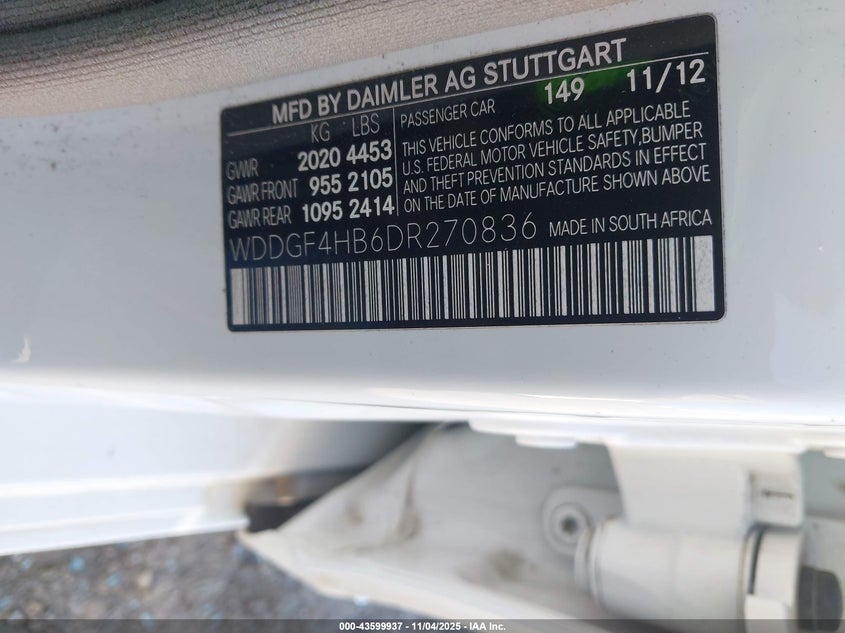 MFD BY DAIMLER AG STUTTGART
KG LBS
GVWR 2020 4453
GAWR FRONT 955 2105
GAWR REAR 1095 2414
PASSENGER CAR 149 11/12
THIS VEHICLE CONFORMS TO ALL APPLICABLE
U.S. FEDERAL MOTOR VEHICLE SAFETY,BUMPER
AND THEFT PREVENTION STANDARDS IN EFFECT
ON THE DATE OF MANUFACTURE SHOWN ABOVE
WDDGF4HB6DR270836 MADE IN SOUTH AFRICA
000-43599937 - 11/04/2025 - IAA Inc.